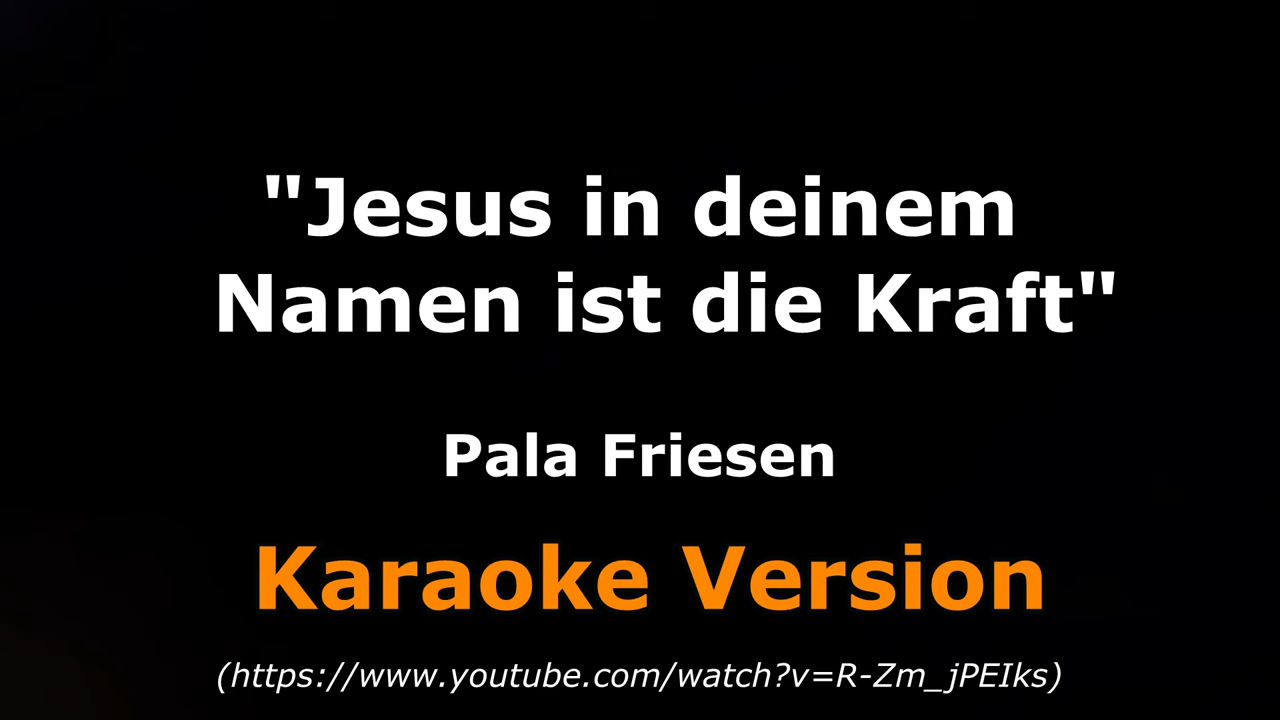 "Jesus in deinem
Namen ist die Kraft"
Pala Friesen
Karaoke Version
(https://www.youtube.com/watch?v=R-Zm_jPEIks)